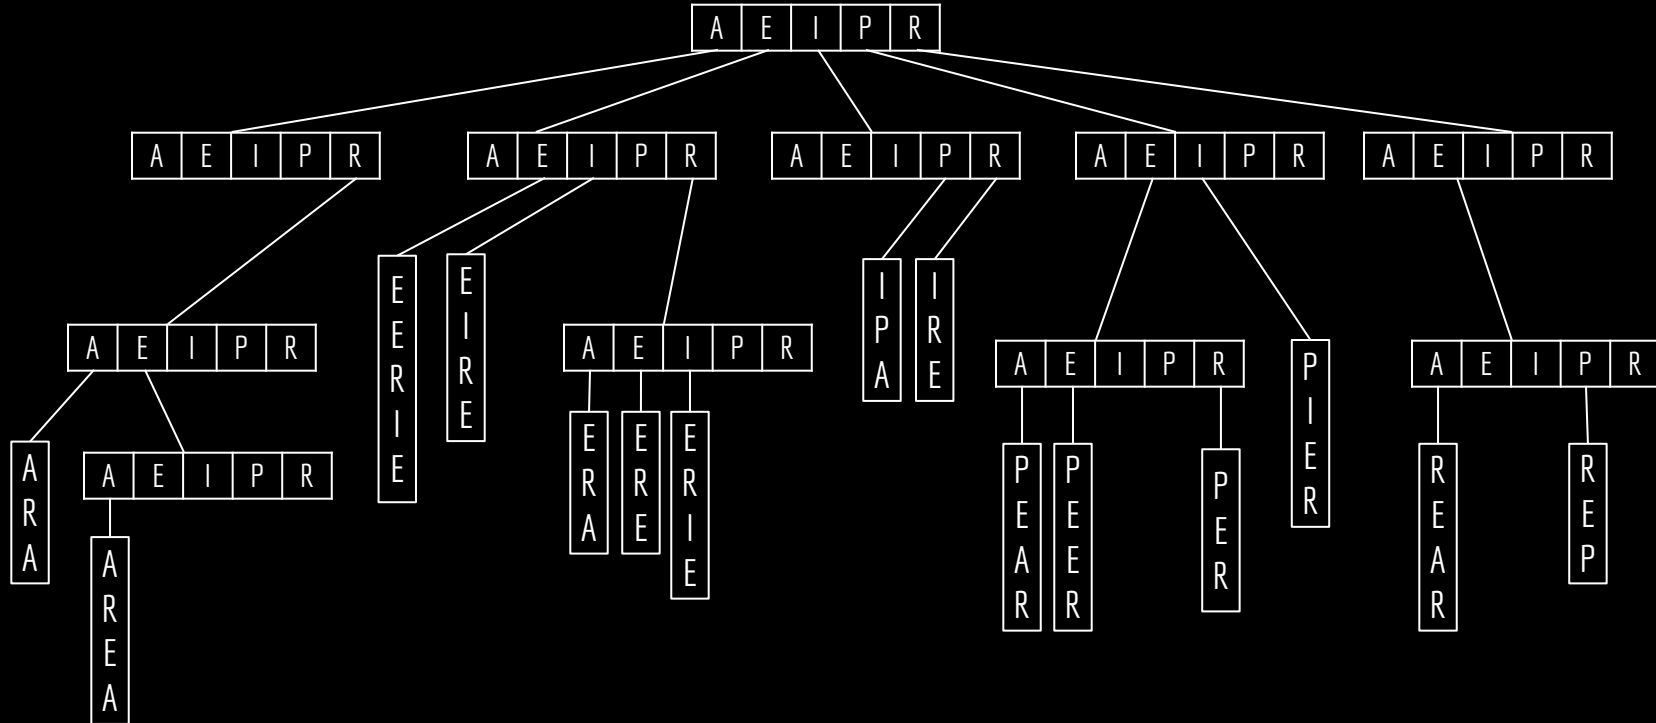 A E I P R
A E I P R
A E I P R
A E I P R
A E I P R
A E I P R
EERIE
EIRE
IPA
IRE
A E I P R
A E I P R
A E I P R
PIER
A E I P R
ARA
A E I P R
ERA
ERE
ERIE
PEAR
PEER
PER
REAR
REP
AREA